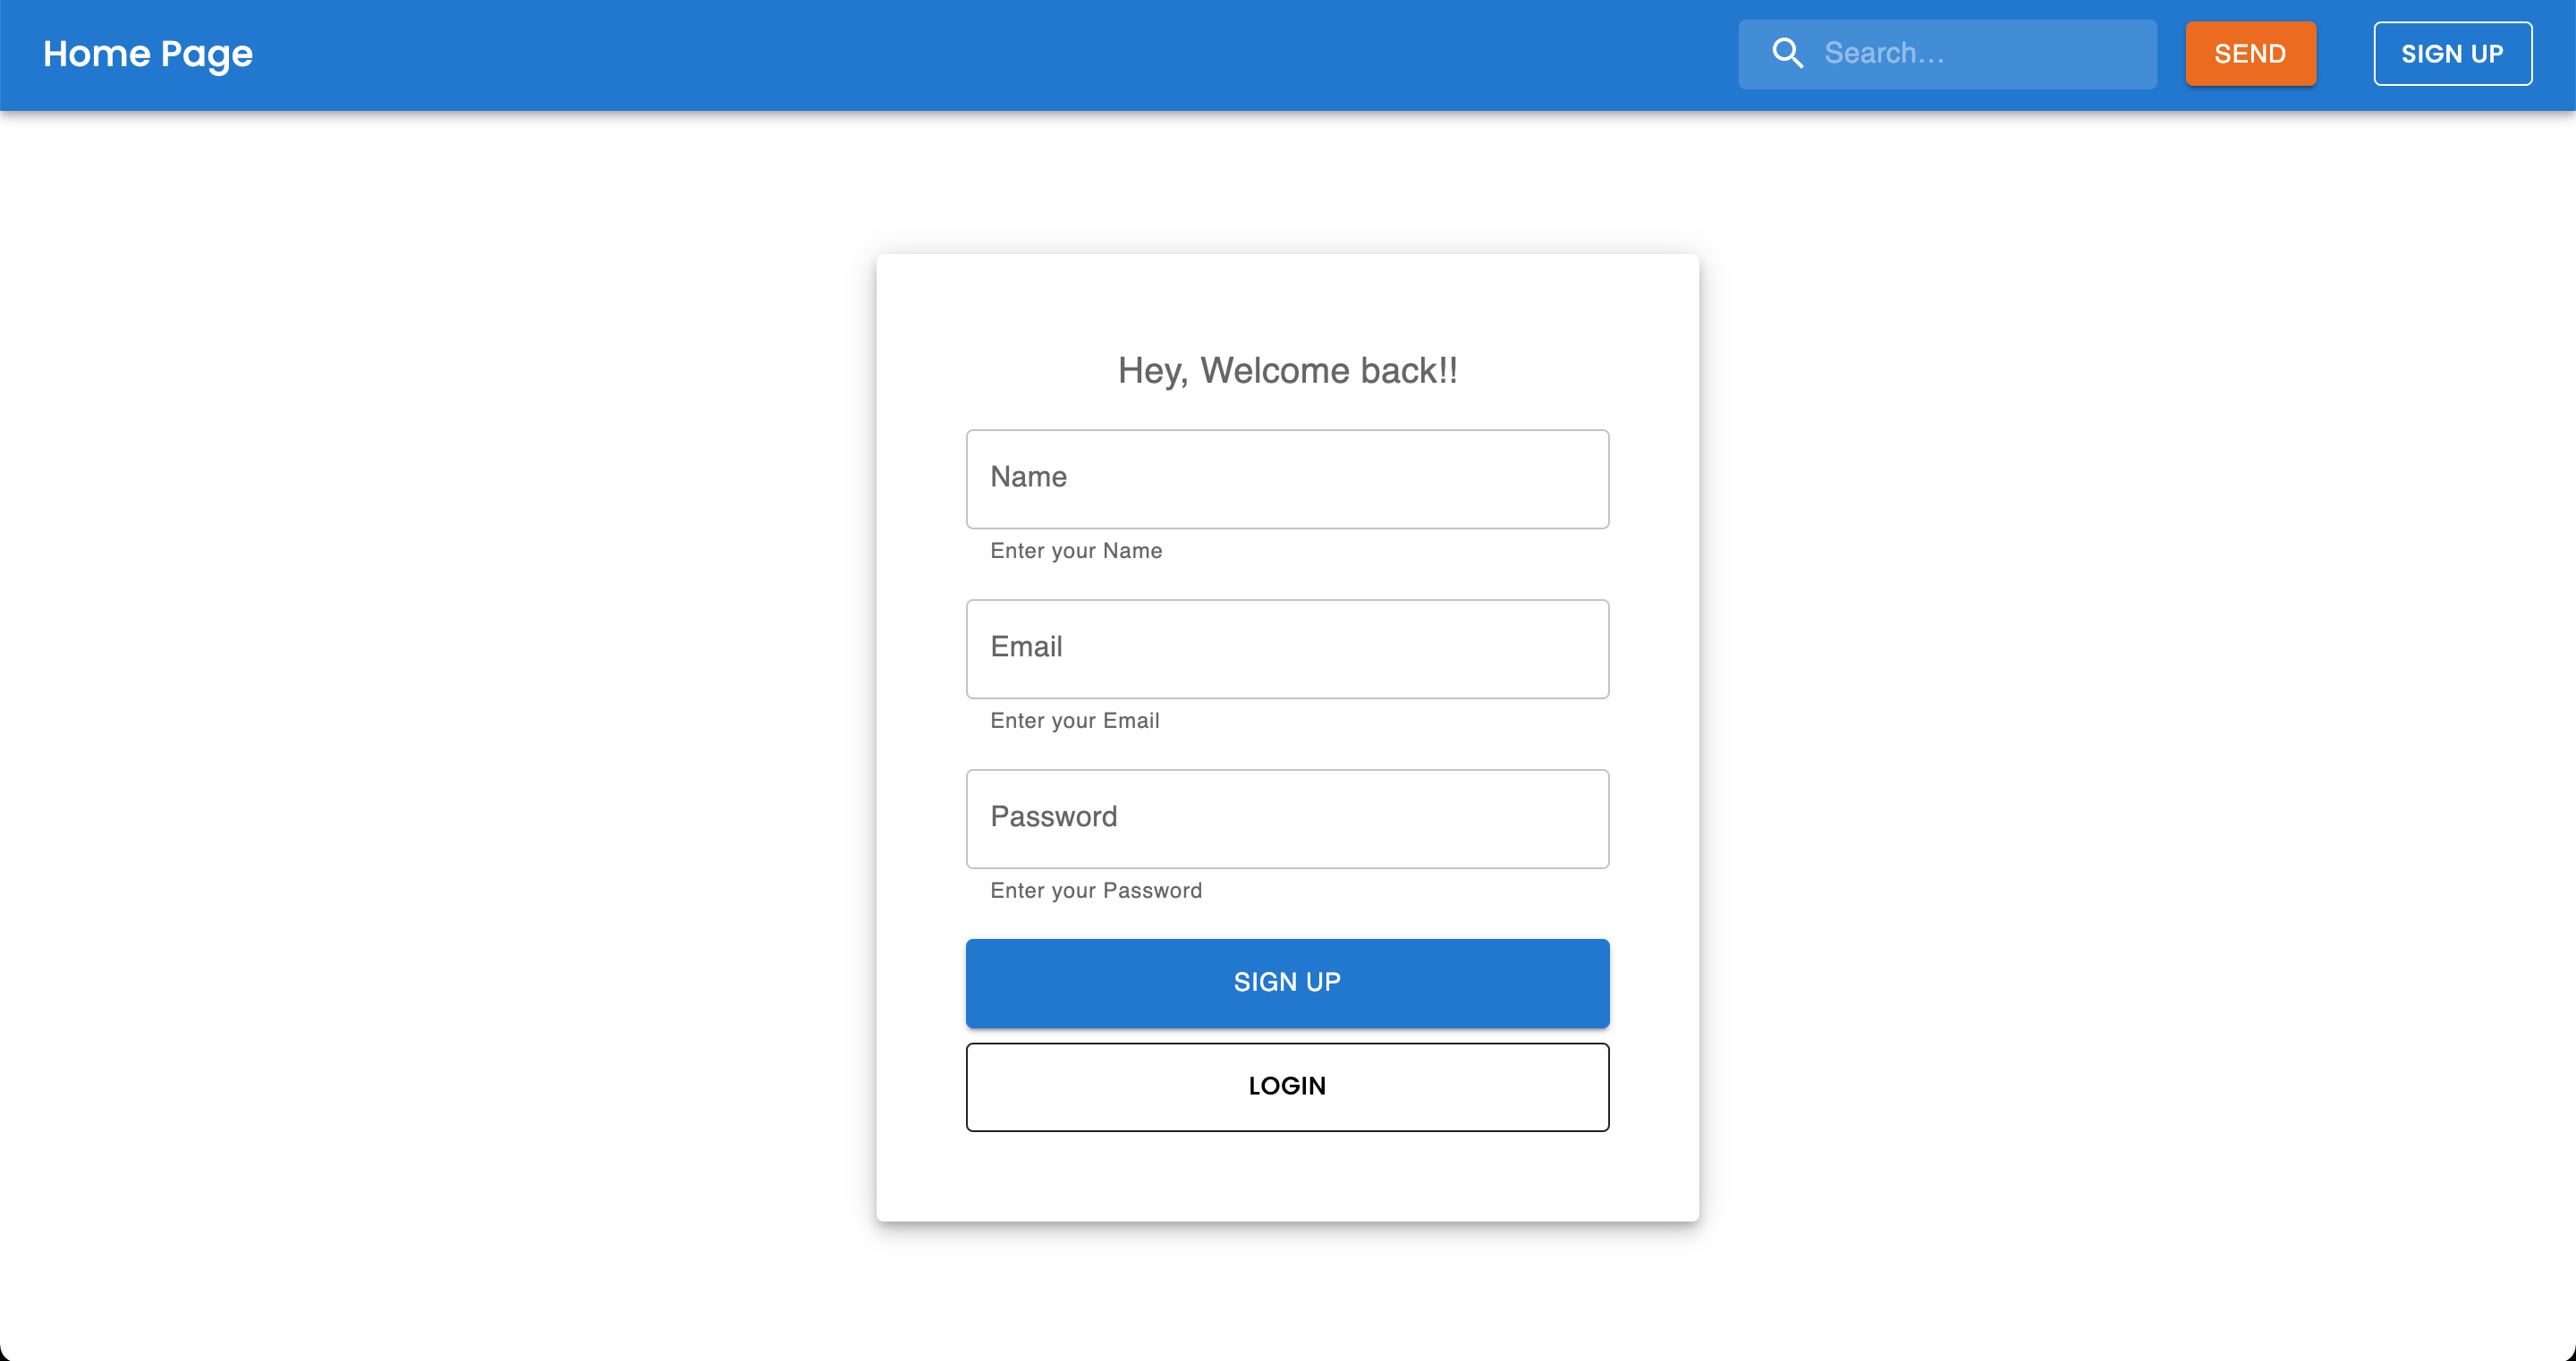 Home Page
Search…
SEND
SIGN UP
Hey, Welcome back!!
Name
Enter your Name
Email
Enter your Email
Password
Enter your Password
SIGN UP
LOGIN